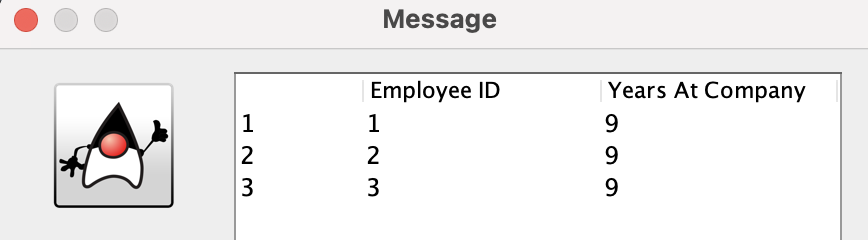 Message
Employee ID Years At Company
1 1 9
2 2 9
3 3 9